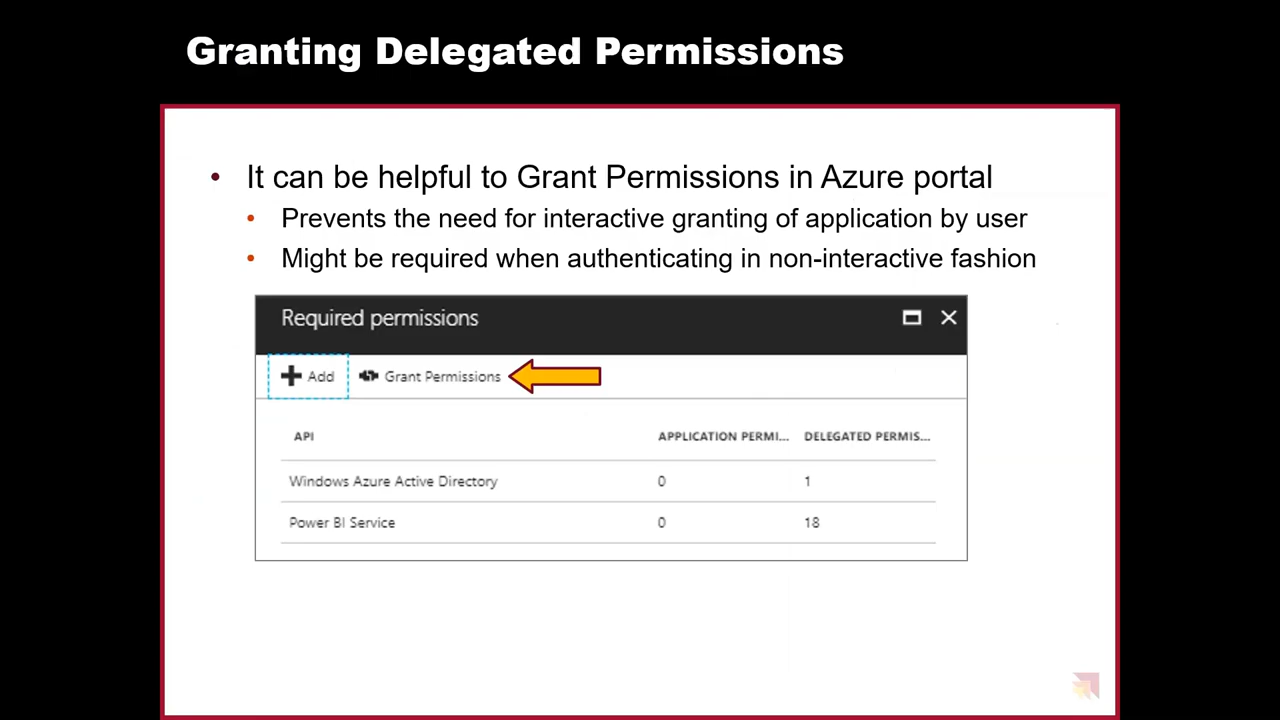 Granting Delegated Permissions
• It can be helpful to Grant Permissions in Azure portal
• Prevents the need for interactive granting of application by user
• Might be required when authenticating in non-interactive fashion
Required permissions
Add Grant Permissions
API APPLICATION PERMI... DELEGATED PERMIS...
Windows Azure Active Directory 0 1
Power BI Service 0 18